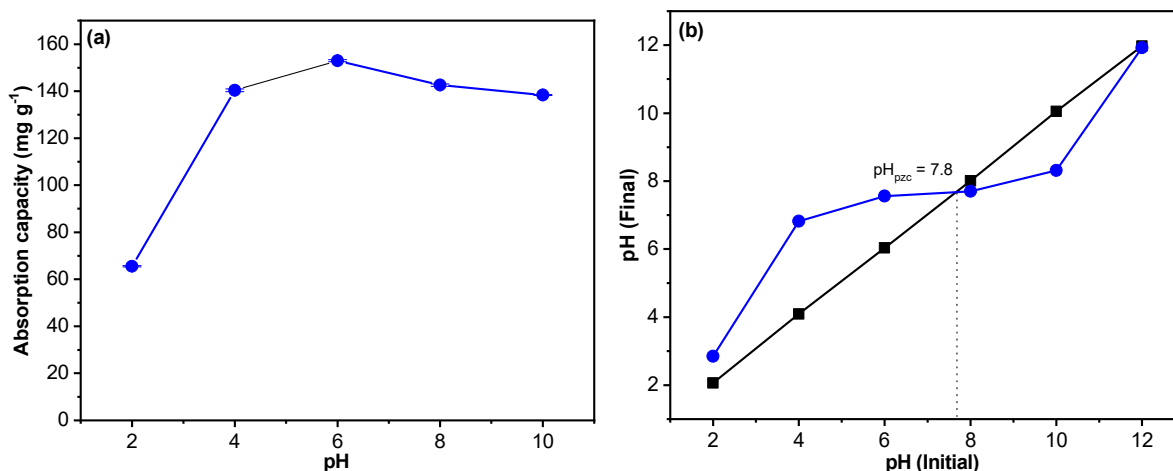 (a)
Absorption capacity (mg g⁻¹)
160
140
120
100
80
60
40
20
0
2 4 6 8 10
pH
(b)
pH (Final)
12
10
8
6
4
2
pHpzc = 7.8
2 4 6 8 10 12
pH (Initial)